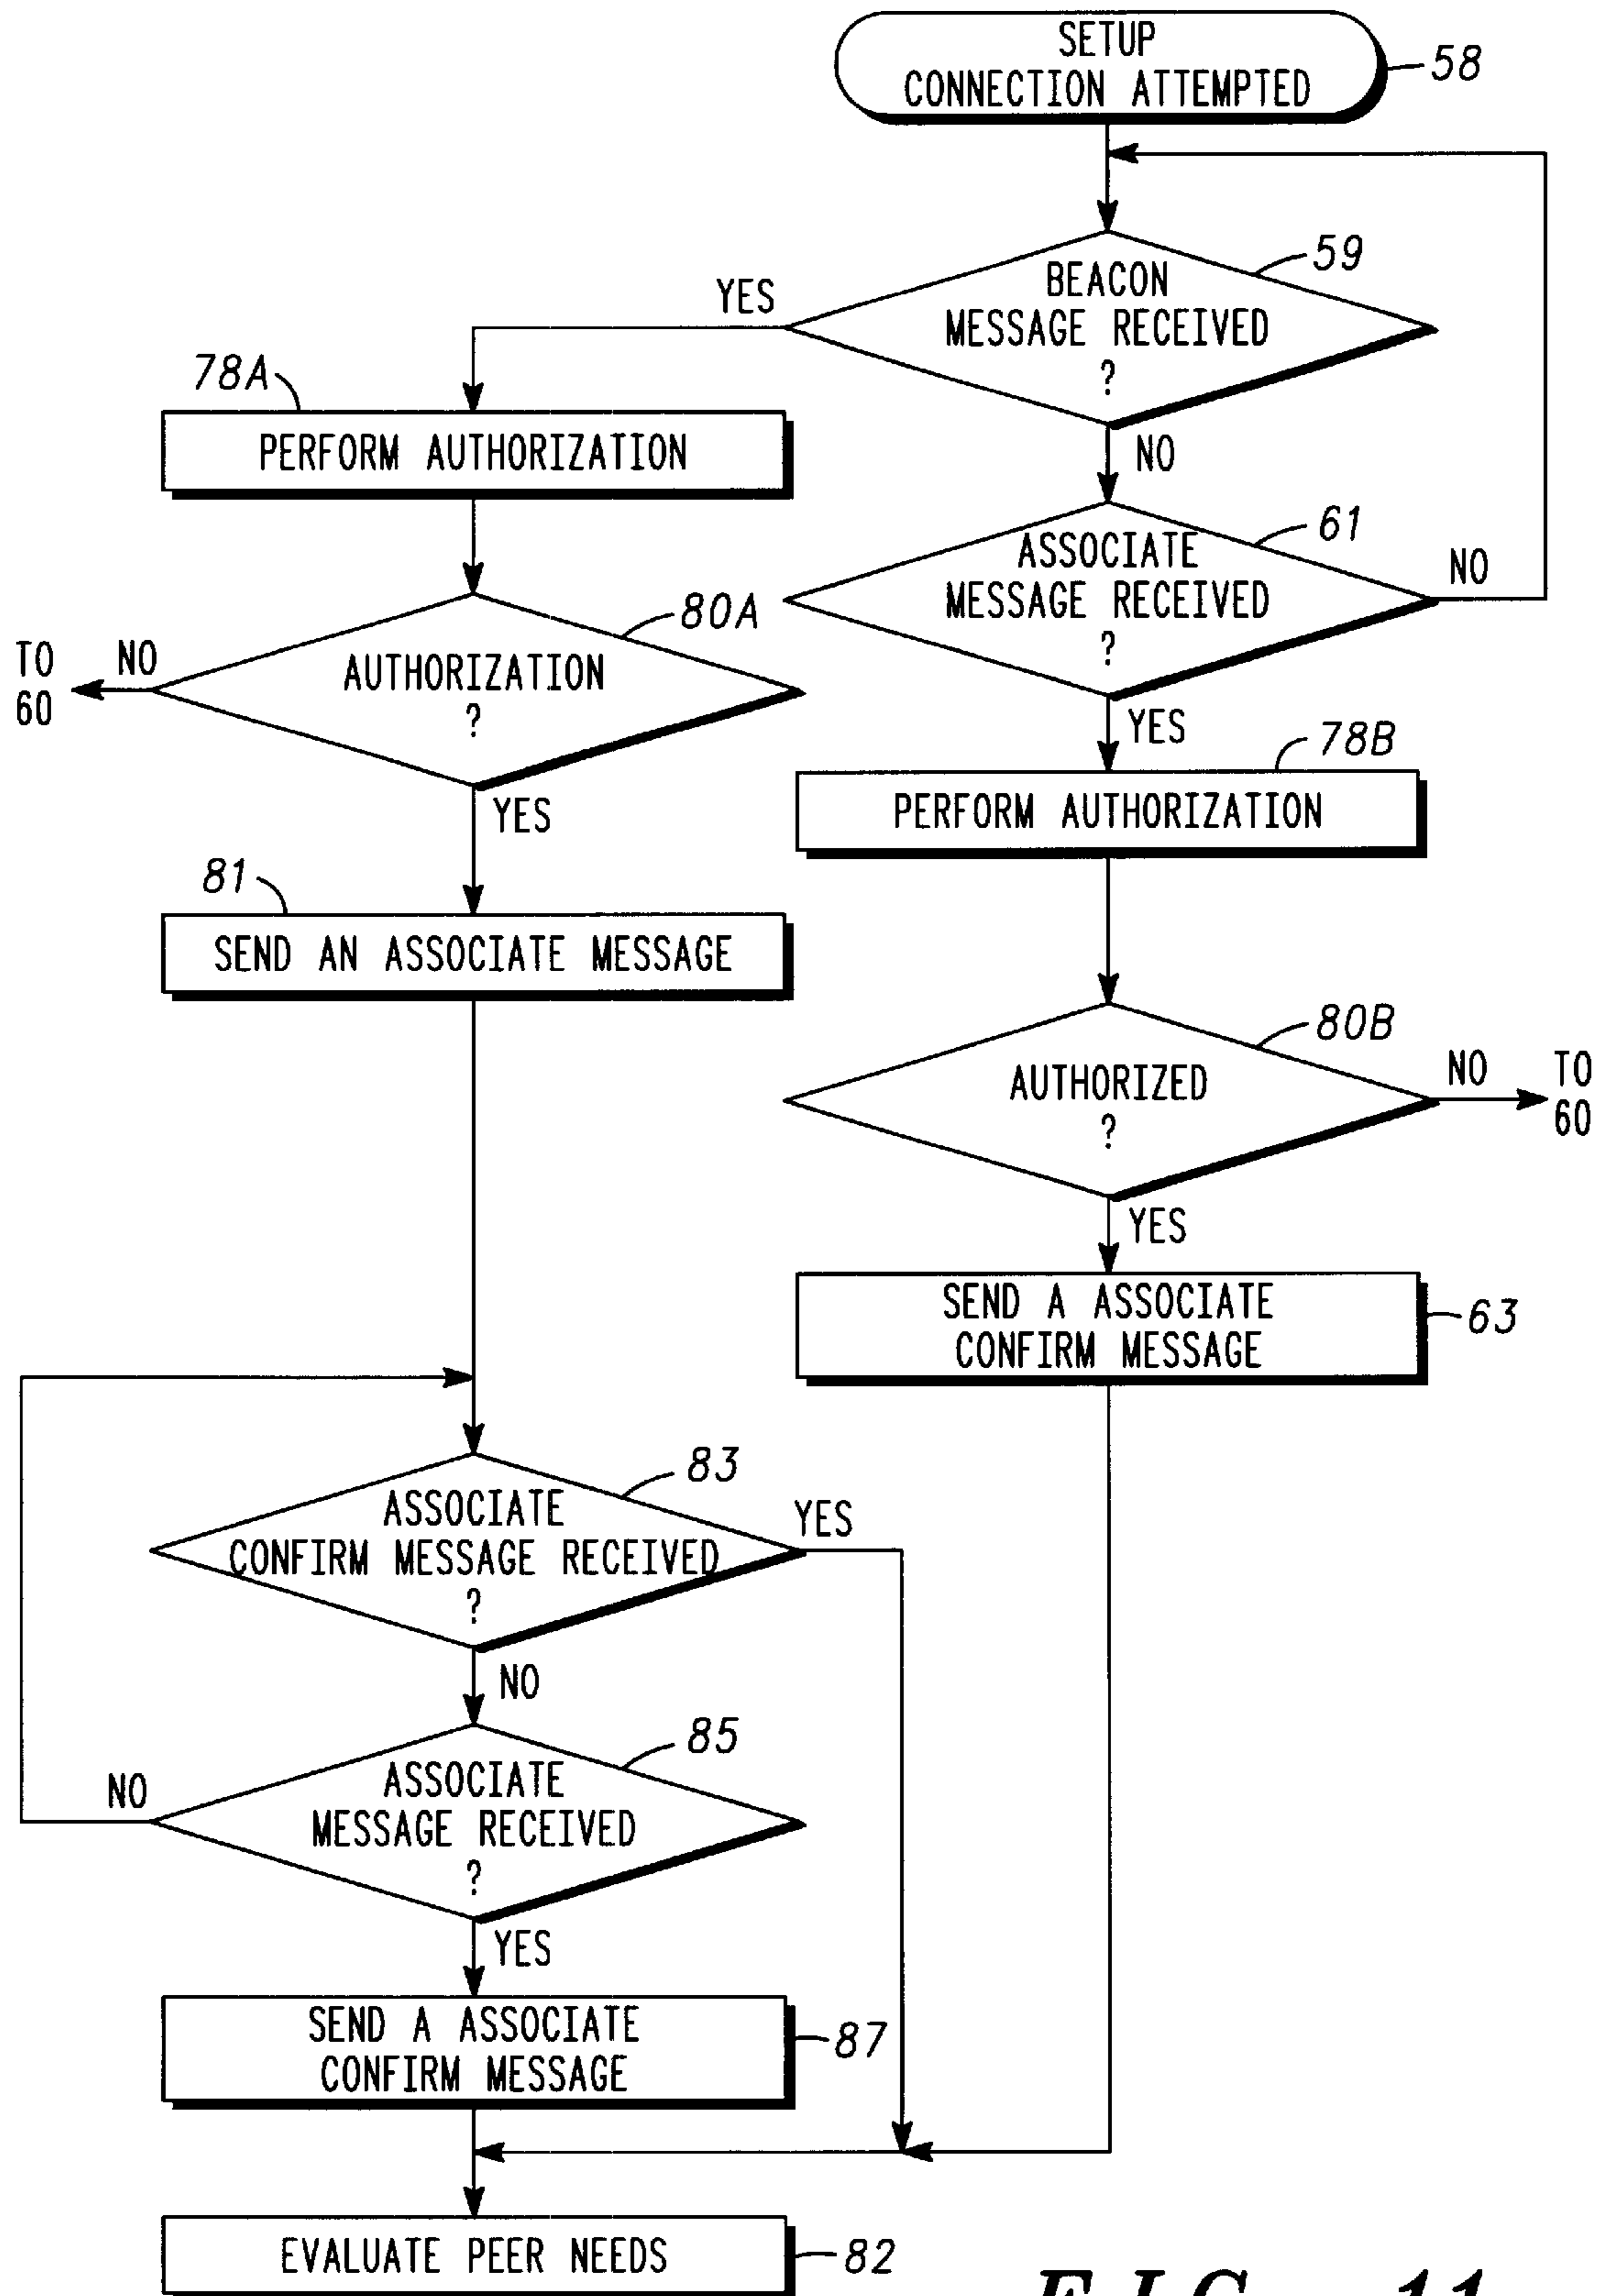 SETUP
CONNECTION ATTEMPTED
58
BEACON
MESSAGE RECEIVED
?
59
YES
NO
78A
PERFORM AUTHORIZATION
ASSOCIATE
MESSAGE RECEIVED
?
61
NO
YES
80A
AUTHORIZATION
?
NO
TO
60
YES
78B
PERFORM AUTHORIZATION
81
SEND AN ASSOCIATE MESSAGE
80B
AUTHORIZED
?
NO
TO
60
YES
SEND A ASSOCIATE
CONFIRM MESSAGE
63
83
ASSOCIATE
CONFIRM MESSAGE RECEIVED
?
YES
NO
85
ASSOCIATE
MESSAGE RECEIVED
?
NO
YES
SEND A ASSOCIATE
CONFIRM MESSAGE
87
EVALUATE PEER NEEDS
82
FIG. 11